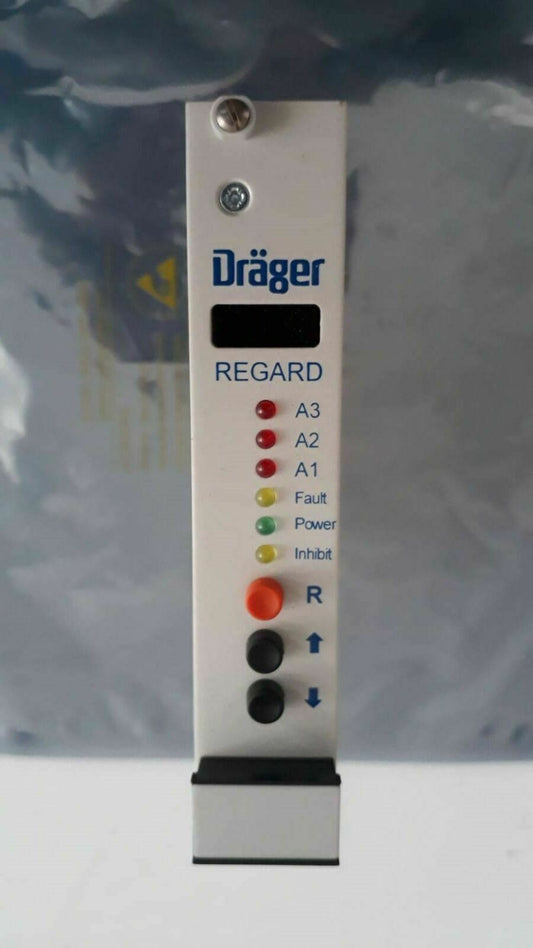 Dräger
REGARD
A3
A2
A1
Fault
Power
Inhibit
R